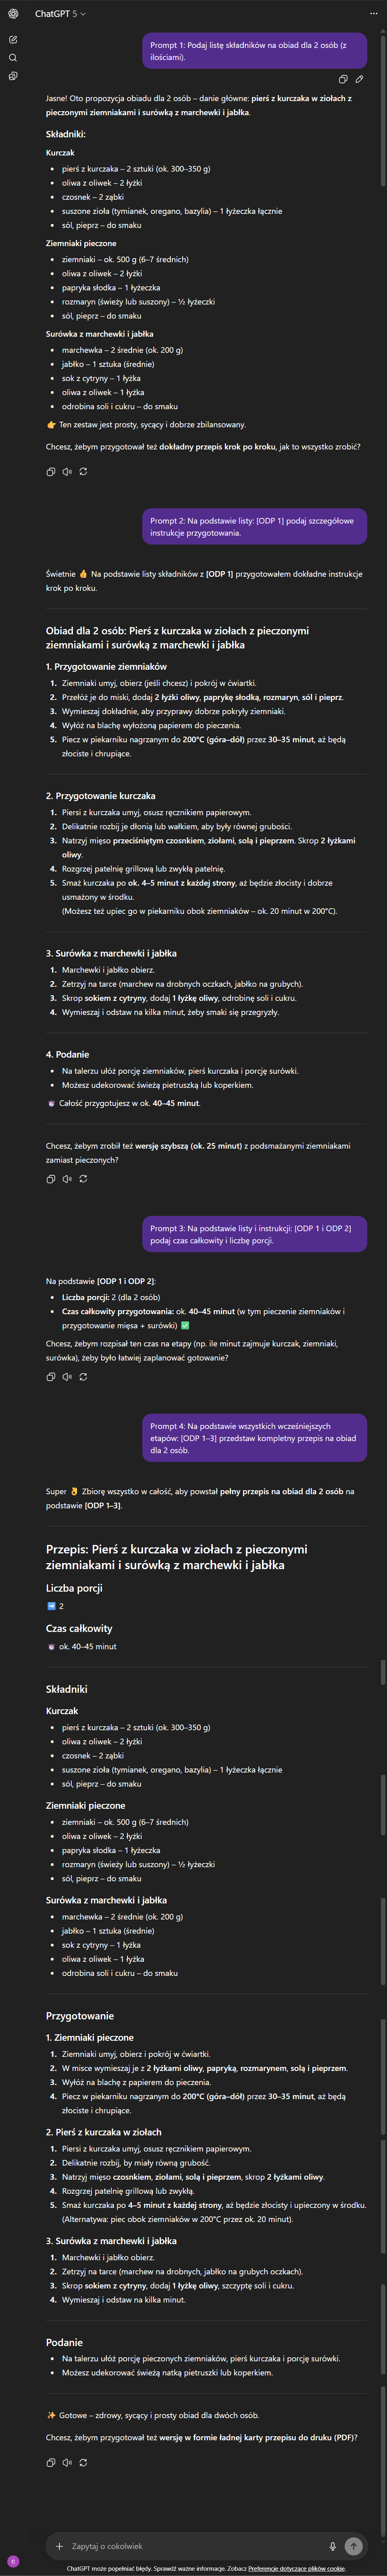 ChatGPT 5
Prompt 1: Podaj listę składników na obiad dla 2 osób (z
ilościami).
Jasne! Oto propozycja obiadu dla 2 osób – danie główne: pierś z kurczaka w ziołach z
pieczonymi ziemniakami i surówką z marchewki i jabłka.
Składniki:
Kurczak
• pierś z kurczaka – 2 sztuki (ok. 300–350 g)
• oliwa z oliwek – 2 łyżki
• czosnek – 2 ząbki
• suszone zioła (tymianek, oregano, bazylia) – 1 łyżeczka łącznie
• sól, pieprz – do smaku
Ziemniaki pieczone
• ziemniaki – ok. 500 g (6–7 średnich)
• oliwa z oliwek – 2 łyżki
• papryka słodka – 1 łyżeczka
• rozmaryn (świeży lub suszony) – ½ łyżeczki
• sól, pieprz – do smaku
Surówka z marchewki i jabłka
• marchewka – 2 średnie (ok. 200 g)
• jabłko – 1 sztuka (średnie)
• sok z cytryny – 1 łyżka
• oliwa z oliwek – 1 łyżka
• odrobina soli i cukru – do smaku
👉 Ten zestaw jest prosty, sycący i dobrze zbilansowany.
Chcesz, żebym przygotował też dokładny przepis krok po kroku, jak to wszystko zrobić?
Prompt 2: Na podstawie listy: [ODP 1] podaj szczegółowe
instrukcje przygotowania.
Świetnie 👍 Na podstawie listy składników z [ODP 1] przygotowałem dokładne instrukcje
krok po kroku.
Obiad dla 2 osób: Pierś z kurczaka w ziołach z pieczonymi
ziemniakami i surówką z marchewki i jabłka
1. Przygotowanie ziemniaków
1. Ziemniaki umyj, obierz (jeśli chcesz) i pokrój w ćwiartki.
2. Przełóż je do miski, dodaj 2 łyżki oliwy, paprykę słodką, rozmaryn, sól i pieprz.
3. Wymieszaj dokładnie, aby przyprawy dobrze pokryły ziemniaki.
4. Wyłóż na blachę wyłożoną papierem do pieczenia.
5. Piecz w piekarniku nagrzanym do 200°C (góra–dół) przez 30–35 minut, aż będą
złociste i chrupiące.
2. Przygotowanie kurczaka
1. Piersi z kurczaka umyj, osusz ręcznikiem papierowym.
2. Delikatnie rozbij je dłonią lub wałkiem, aby były równej grubości.
3. Natrzyj mięso przeciśniętym czosnkiem, ziołami, solą i pieprzem. Skrop 2 łyżkami
oliwy.
4. Rozgrzej patelnię grillową lub zwykłą patelnię.
5. Smaż kurczaka po ok. 4–5 minut z każdej strony, aż będzie złocisty i dobrze
usmażony w środku.
(Możesz też upiec go w piekarniku obok ziemniaków – ok. 20 minut w 200°C).
3. Surówka z marchewki i jabłka
1. Marchewki i jabłko obierz.
2. Zetrzyj na tarce (marchew na drobnych oczkach, jabłko na grubych).
3. Skrop sokiem z cytryny, dodaj 1 łyżkę oliwy, odrobinę soli i cukru.
4. Wymieszaj i odstaw na kilka minut, żeby smaki się przegryzły.
4. Podanie
• Na talerzu ułóż porcję ziemniaków, pierś kurczaka i porcję surówki.
• Możesz udekorować świeżą pietruszką lub koperkiem.
⏰ Całość przygotujesz w ok. 40–45 minut.
Chcesz, żebym zrobił też wersję szybszą (ok. 25 minut) z podsmażanymi ziemniakami
zamiast pieczonych?
Prompt 3: Na podstawie listy i instrukcji: [ODP 1 i ODP 2]
podaj czas całkowity i liczbę porcji.
Na podstawie [ODP 1 i ODP 2]:
• Liczba porcji: 2 (dla 2 osób)
• Czas całkowity przygotowania: ok. 40–45 minut (w tym pieczenie ziemniaków i
przygotowanie mięsa + surówki) ✅
Chcesz, żebym rozpisał ten czas na etapy (np. ile minut zajmuje kurczak, ziemniaki,
surówka), żeby było łatwiej zaplanować gotowanie?
Prompt 4: Na podstawie wszystkich wcześniejszych
etapów: [ODP 1–3] przedstaw kompletny przepis na obiad
dla 2 osób.
Super 👌 Zbiorę wszystko w całość, aby powstał pełny przepis na obiad dla 2 osób na
podstawie [ODP 1–3].
Przepis: Pierś z kurczaka w ziołach z pieczonymi
ziemniakami i surówką z marchewki i jabłka
Liczba porcji
➡️ 2
Czas całkowity
⏰ ok. 40–45 minut
Składniki
Kurczak
• pierś z kurczaka – 2 sztuki (ok. 300–350 g)
• oliwa z oliwek – 2 łyżki
• czosnek – 2 ząbki
• suszone zioła (tymianek, oregano, bazylia) – 1 łyżeczka łącznie
• sól, pieprz – do smaku
Ziemniaki pieczone
• ziemniaki – ok. 500 g (6–7 średnich)
• oliwa z oliwek – 2 łyżki
• papryka słodka – 1 łyżeczka
• rozmaryn (świeży lub suszony) – ½ łyżeczki
• sól, pieprz – do smaku
Surówka z marchewki i jabłka
• marchewka – 2 średnie (ok. 200 g)
• jabłko – 1 sztuka (średnie)
• sok z cytryny – 1 łyżka
• oliwa z oliwek – 1 łyżka
• odrobina soli i cukru – do smaku
Przygotowanie
1. Ziemniaki pieczone
1. Ziemniaki umyj, obierz i pokrój w ćwiartki.
2. W misce wymieszaj je z 2 łyżkami oliwy, papryką, rozmarynem, solą i pieprzem.
3. Wyłóż na blachę z papierem do pieczenia.
4. Piecz w piekarniku nagrzanym do 200°C (góra–dół) przez 30–35 minut, aż będą
złociste i chrupiące.
2. Pierś z kurczaka w ziołach
1. Piersi z kurczaka umyj, osusz ręcznikiem papierowym.
2. Delikatnie rozbij, by miały równą grubość.
3. Natrzyj mięso czosnkiem, ziołami, solą i pieprzem, skrop 2 łyżkami oliwy.
4. Rozgrzej patelnię grillową lub zwykłą.
5. Smaż kurczaka po 4–5 minut z każdej strony, aż będzie złocisty i upieczony w środku.
(Alternatywa: piec obok ziemniaków w 200°C przez ok. 20 minut).
3. Surówka z marchewki i jabłka
1. Marchewki i jabłko obierz.
2. Zetrzyj na tarce (marchew na drobnych, jabłko na grubych oczkach).
3. Skrop sokiem z cytryny, dodaj 1 łyżkę oliwy, szczyptę soli i cukru.
4. Wymieszaj i odstaw na kilka minut.
Podanie
• Na talerzu ułóż porcję pieczonych ziemniaków, pierś kurczaka i porcję surówki.
• Możesz udekorować świeżą natką pietruszki lub koperkiem.
✨ Gotowe – zdrowy, sycący i prosty obiad dla dwóch osób.
Chcesz, żebym przygotował też wersję w formie ładnej karty przepisu do druku (PDF)?
Zapytaj o cokolwiek
C
ChatGPT może popełniać błędy. Sprawdź ważne informacje. Zobacz Preferencje dotyczące plików cookie.